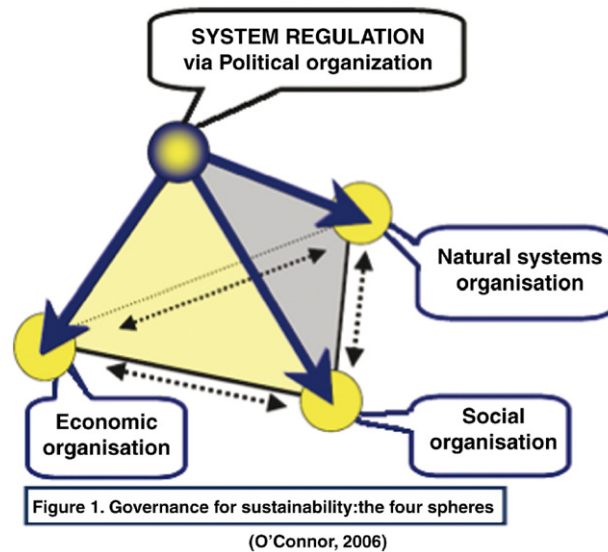 SYSTEM REGULATION
via Political organization
Natural systems
organisation
Economic
organisation
Social
organisation
Figure 1. Governance for sustainability:the four spheres
(O'Connor, 2006)